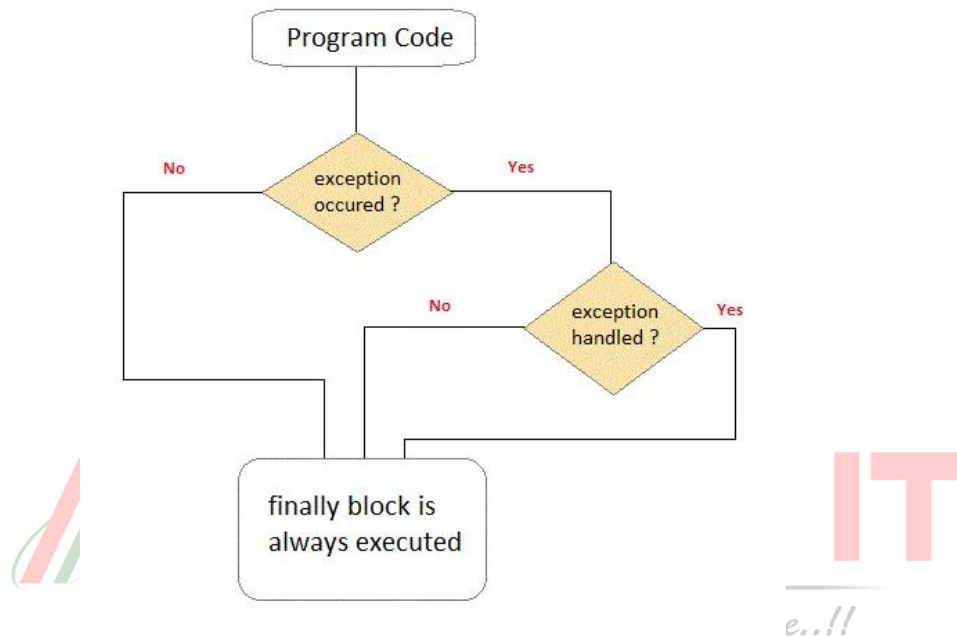 Program Code
No
Yes
exception
occured ?
No
Yes
exception
handled ?
finally block is
always executed
IT
e..!!